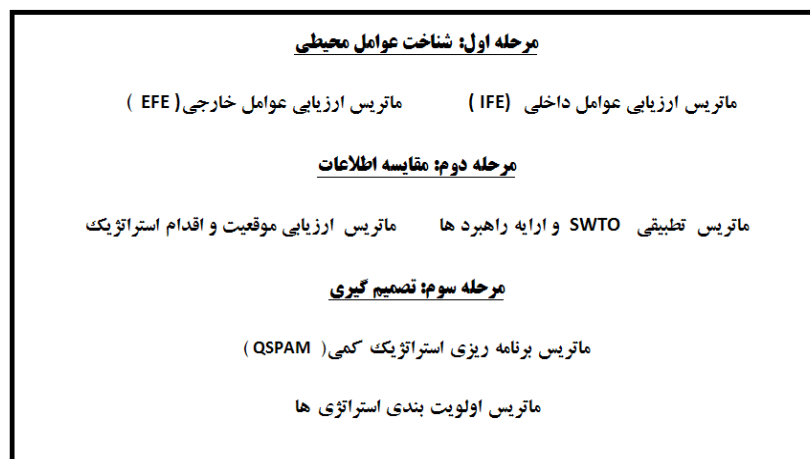 مرحله اول: شناخت عوامل محیطی
ماتریس ارزیابی عوامل داخلی (IFE ) ماتریس ارزیابی عوامل خارجی( EFE )
مرحله دوم: مقایسه اطلاعات
ماتریس تطبیقی SWTO و ارایه راهبرد ها ماتریس ارزیابی موقعیت و اقدام استراتژیک
مرحله سوم: تصمیم گیری
ماتریس برنامه ریزی استراتژیک کمی( QSPAM )
ماتریس اولویت بندی استراتژی ها